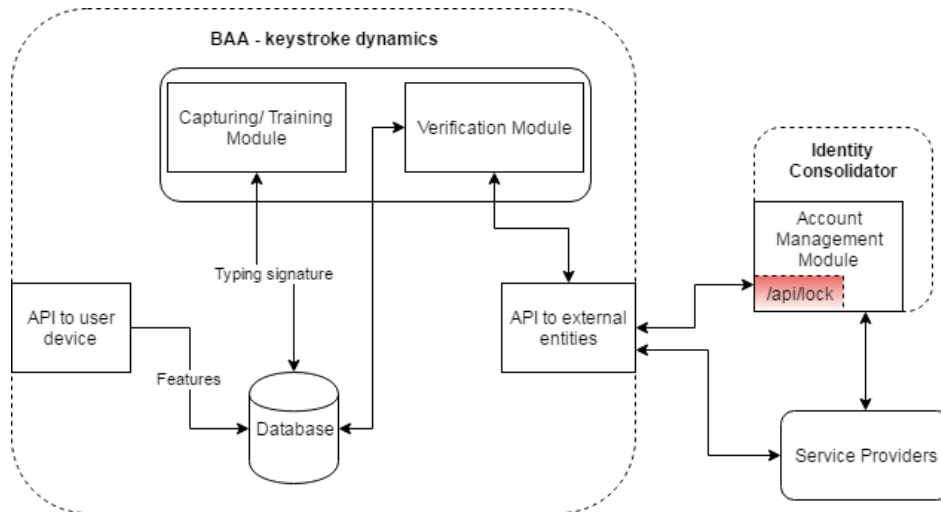 BAA - keystroke dynamics
Capturing/ Training
Module
Verification Module
Identity
Consolidator
Account
Management
Module
/api/lock
Typing signature
API to user
device
API to external
entities
Features
Database
Service Providers